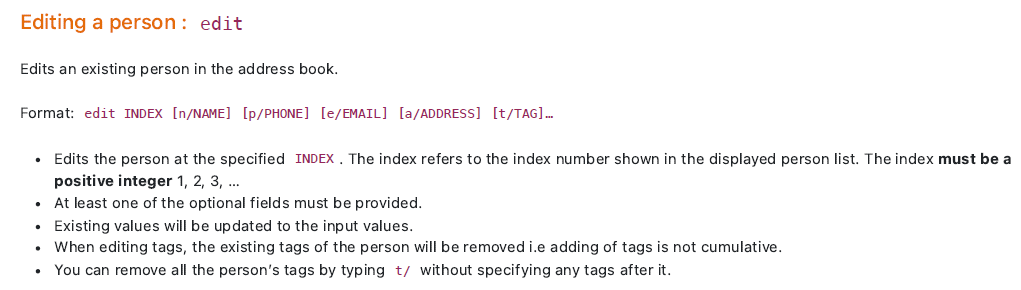 Editing a person : edit
Edits an existing person in the address book.
Format: edit INDEX [n/NAME] [p/PHONE] [e/EMAIL] [a/ADDRESS] [t/TAG]…
• Edits the person at the specified INDEX . The index refers to the index number shown in the displayed person list. The index must be a
positive integer 1, 2, 3, …
• At least one of the optional fields must be provided.
• Existing values will be updated to the input values.
• When editing tags, the existing tags of the person will be removed i.e adding of tags is not cumulative.
• You can remove all the person’s tags by typing t/ without specifying any tags after it.